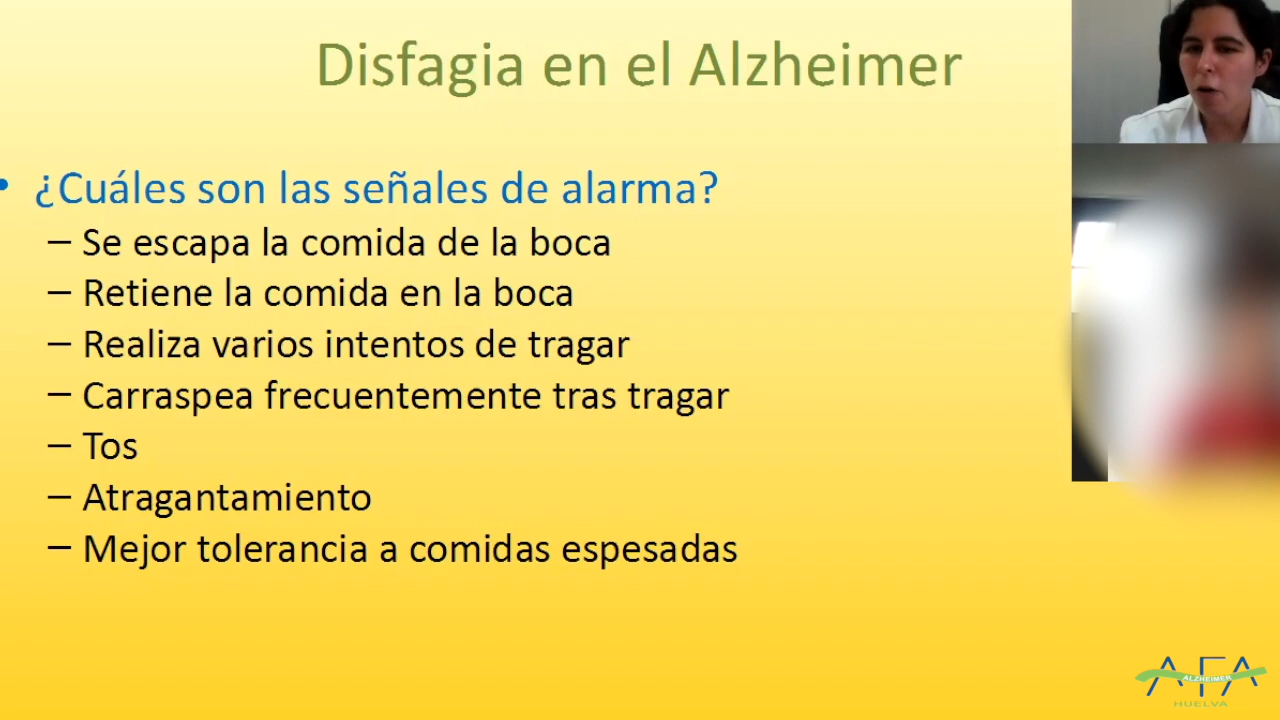 Disfagia en el Alzheimer
• ¿Cuáles son las señales de alarma?
– Se escapa la comida de la boca
– Retiene la comida en la boca
– Realiza varios intentos de tragar
– Carraspea frecuentemente tras tragar
– Tos
– Atragantamiento
– Mejor tolerancia a comidas espesadas
AFA
ALZHEIMER
HUELVA